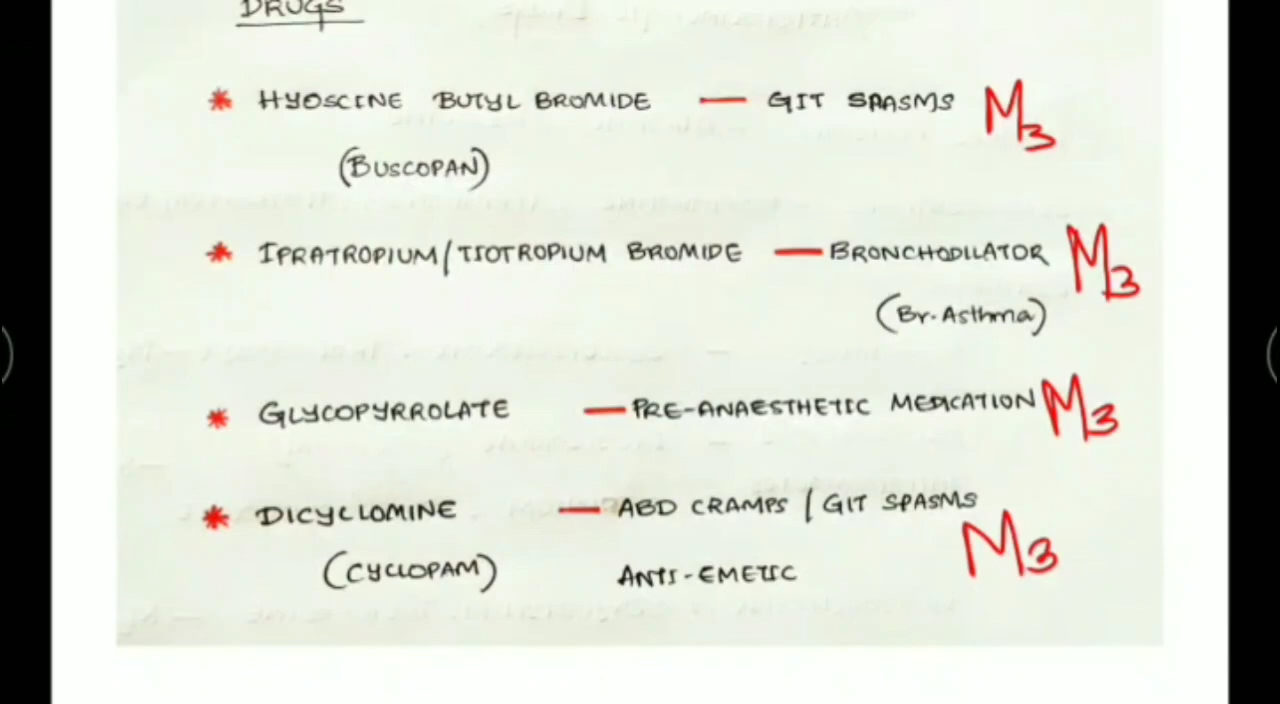 DRUGS
* HYOSCINE BUTYL BROMIDE — GIT SPASMS M3
(BUSCOPAN)
* IPRATROPIUM/TIOTROPIUM BROMIDE — BRONCHODILATOR M3
(Br. Asthma)
* GLYCOPYRROLATE — PRE-ANAESTHETIC MEDICATION M3
* DICYCLOMINE — ABD CRAMPS / GIT SPASMS M3
(CYCLOPAM) ANTI-EMETIC